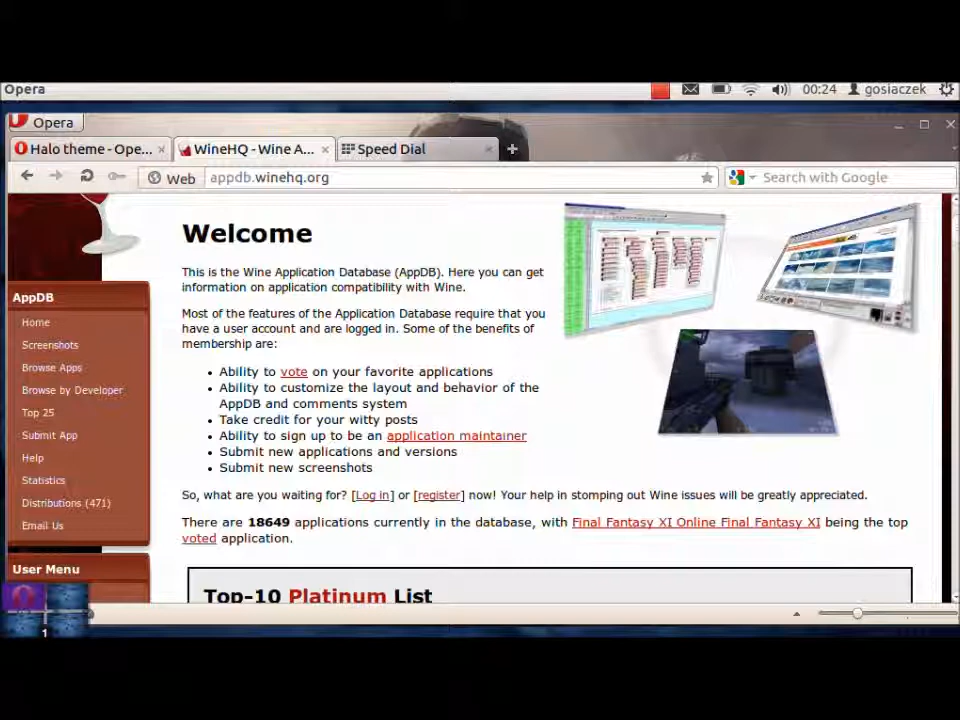 Opera
00:24 gosiaczek
Opera
Halo theme - Ope... × WineHQ - Wine A... × Speed Dial × +
Web appdb.winehq.org Search with Google
Welcome
This is the Wine Application Database (AppDB). Here you can get
information on application compatibility with Wine.
Most of the features of the Application Database require that you
have a user account and are logged in. Some of the benefits of
membership are:
• Ability to vote on your favorite applications
• Ability to customize the layout and behavior of the
AppDB and comments system
• Take credit for your witty posts
• Ability to sign up to be an application maintainer
• Submit new applications and versions
• Submit new screenshots
So, what are you waiting for? [Log in] or [register] now! Your help in stomping out Wine issues will be greatly appreciated.
There are 18649 applications currently in the database, with Final Fantasy XI Online Final Fantasy XI being the top
voted application.
Top-10 Platinum List
AppDB
Home
Screenshots
Browse Apps
Browse by Developer
Top 25
Submit App
Help
Statistics
Distributions (471)
Email Us
User Menu
1